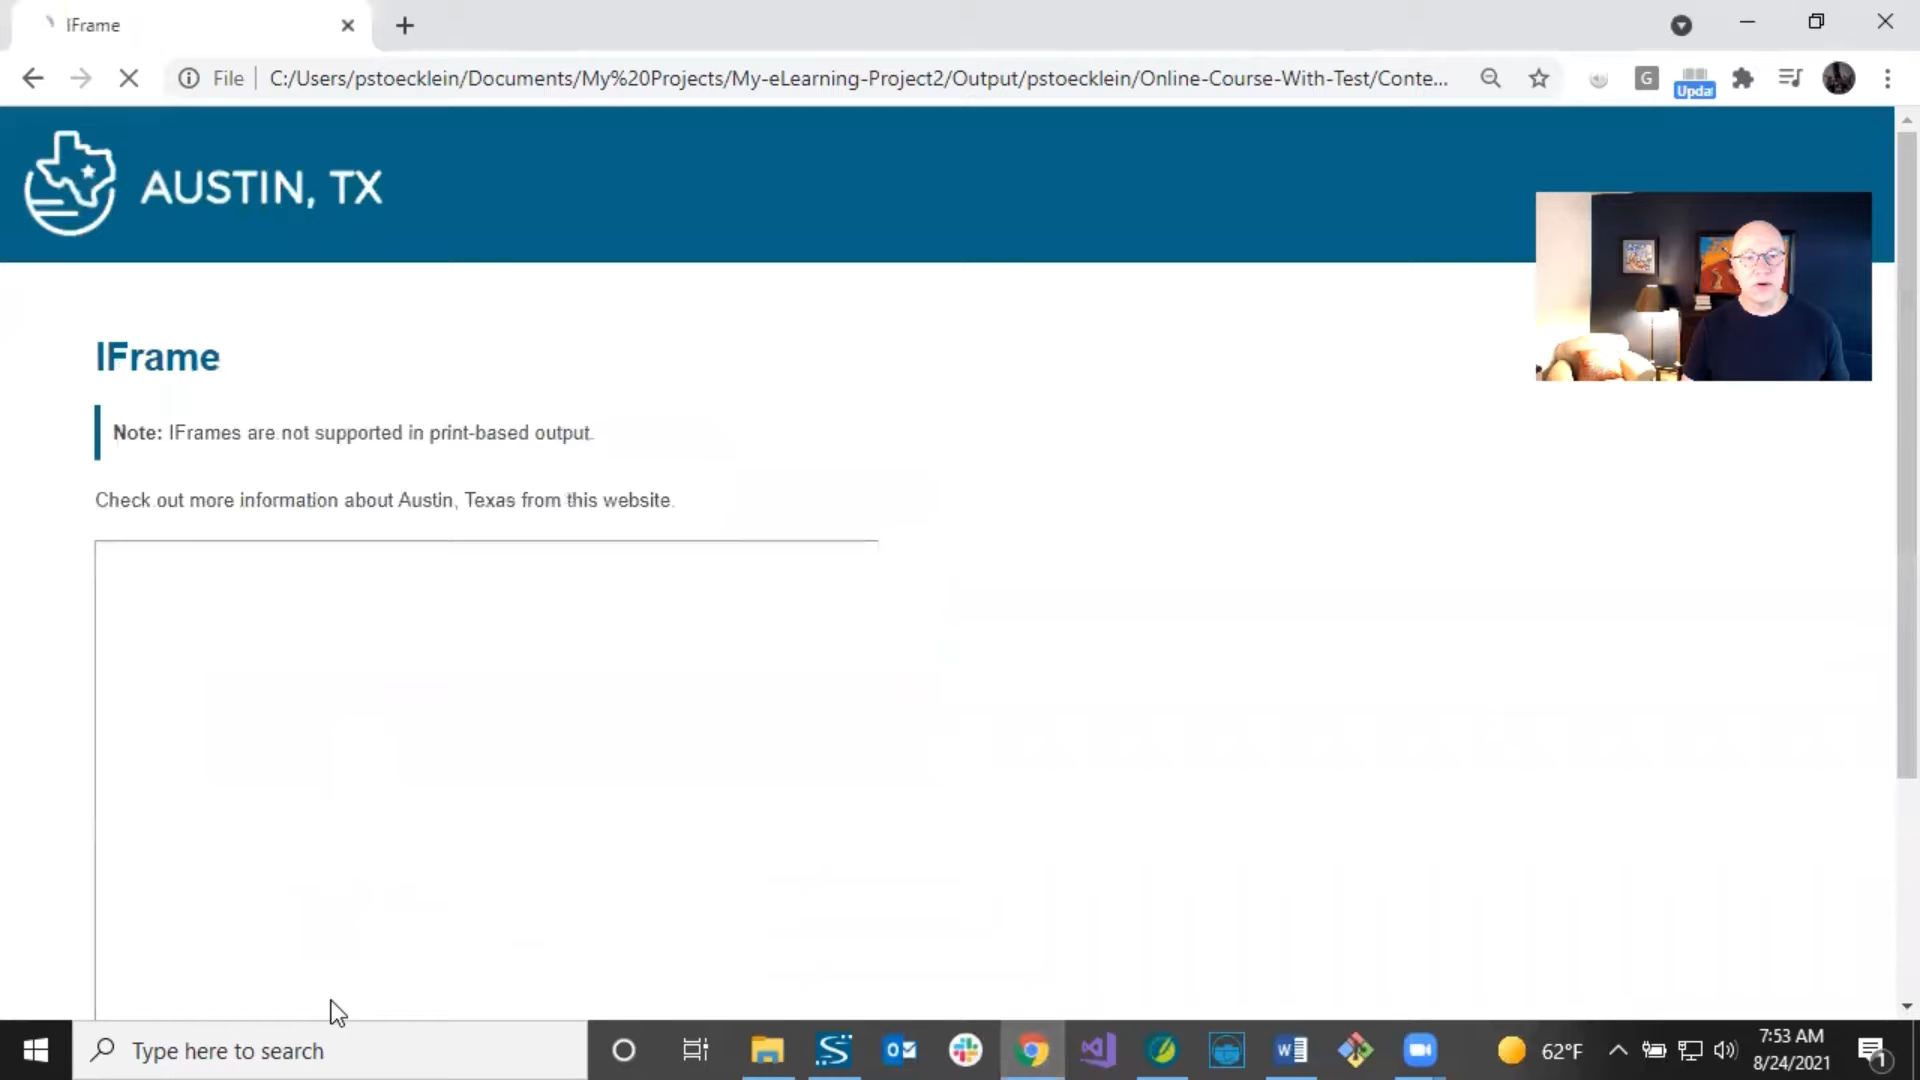 IFrame
File
C:/Users/pstoecklein/Documents/My%20Projects/My-eLearning-Project2/Output/pstoecklein/Online-Course-With-Test/Conte...
G
Upda
AUSTIN, TX
IFrame
Note: IFrames are not supported in print-based output.
Check out more information about Austin, Texas from this website.
Type here to search
62°F
7:53 AM
8/24/2021
1